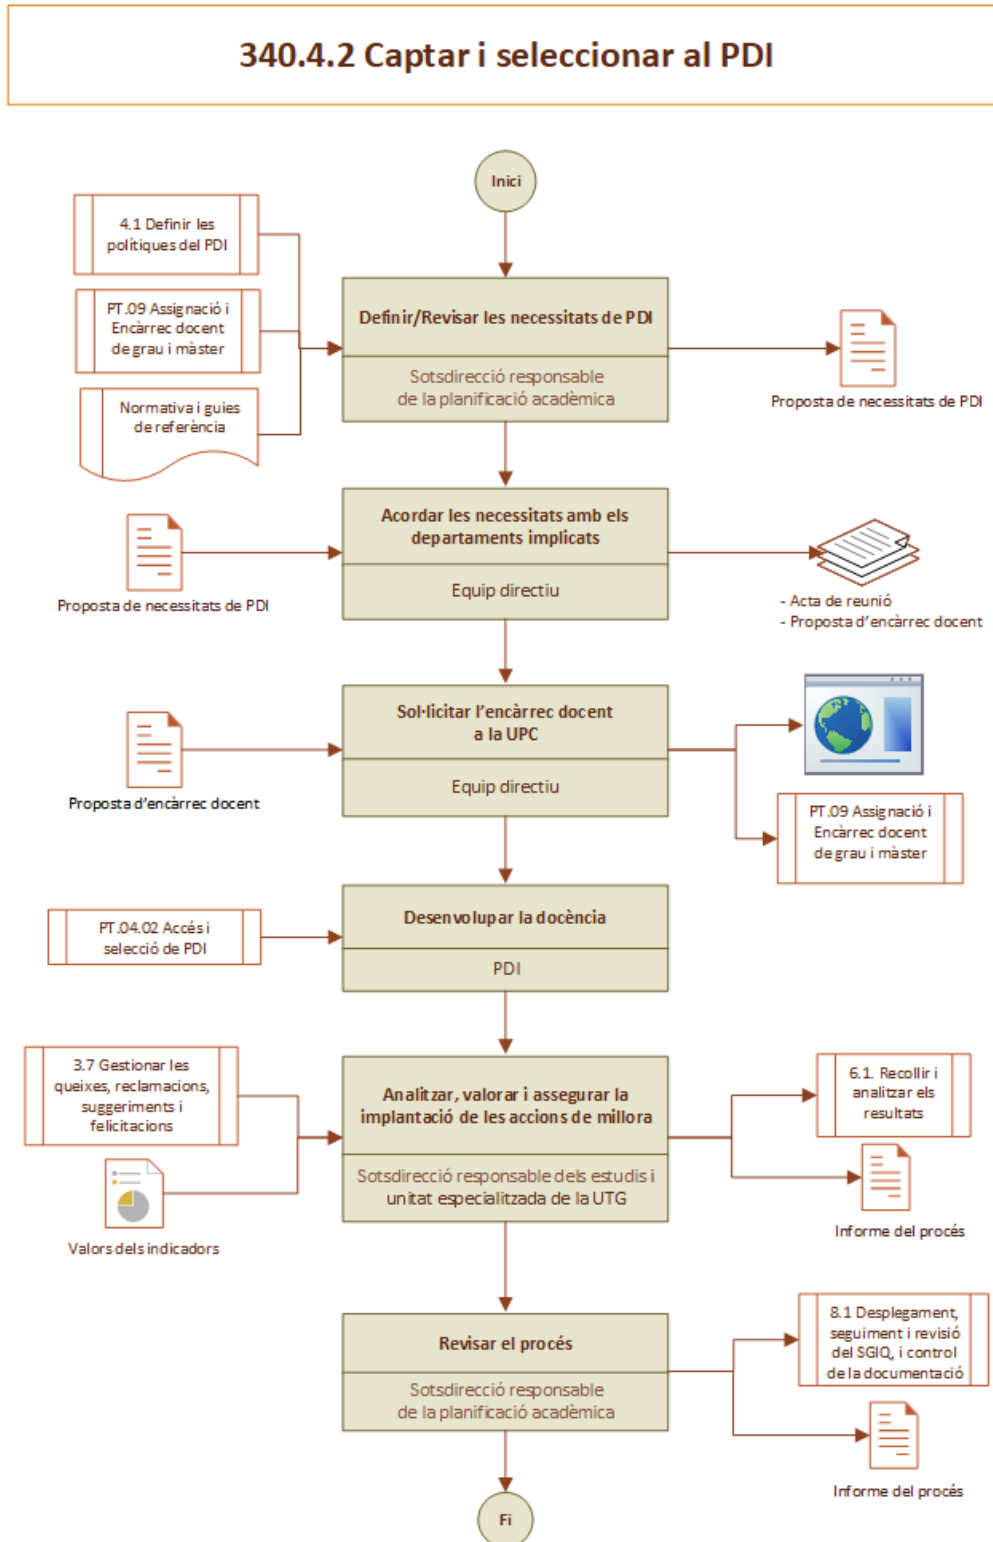 340.4.2 Captar i seleccionar al PDI
Inici
4.1 Definir les
polítiques del PDI
PT.09 Assignació i
Encàrrec docent
de grau i màster
Normativa i guies
de referència
Definir/Revisar les necessitats de PDI
Sotsdirecció responsable
de la planificació acadèmica
Proposta de necessitats de PDI
Proposta de necessitats de PDI
Acordar les necessitats amb els
departaments implicats
Equip directiu
- Acta de reunió
- Proposta d'encàrrec docent
Proposta d'encàrrec docent
Sol·licitar l'encàrrec docent
a la UPC
Equip directiu
PT.09 Assignació i
Encàrrec docent
de grau i màster
PT.04.02 Accés i
selecció de PDI
Desenvolupar la docència
PDI
3.7 Gestionar les
queixes, reclamacions,
suggeriments i
felicitacions
Valors dels indicadors
Analitzar, valorar i assegurar la
implantació de les accions de millora
Sotsdirecció responsable dels estudis i
unitat especialitzada de la UTG
6.1. Recollir i
analitzar els
resultats
Informe del procés
Revisar el procés
Sotsdirecció responsable
de la planificació acadèmica
8.1 Desplegament,
seguiment i revisió
del SGIQ, i control
de la documentació
Informe del procés
Fi